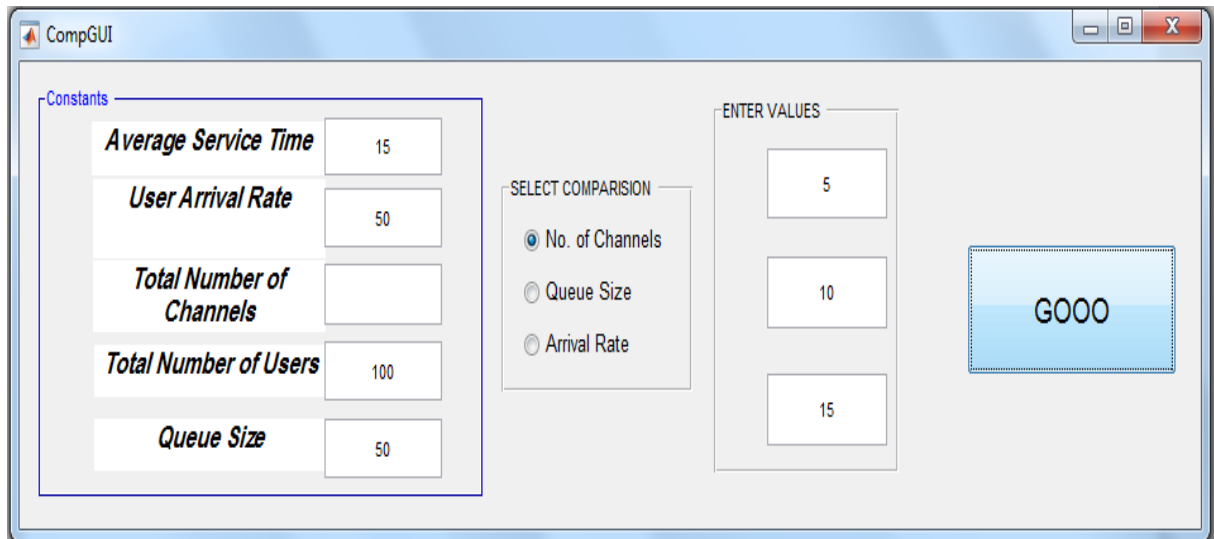 CompGUI
Constants
Average Service Time
15
User Arrival Rate
50
Total Number of
Channels
Total Number of Users
100
Queue Size
50
SELECT COMPARISION
No. of Channels
Queue Size
Arrival Rate
ENTER VALUES
5
10
15
GOOO